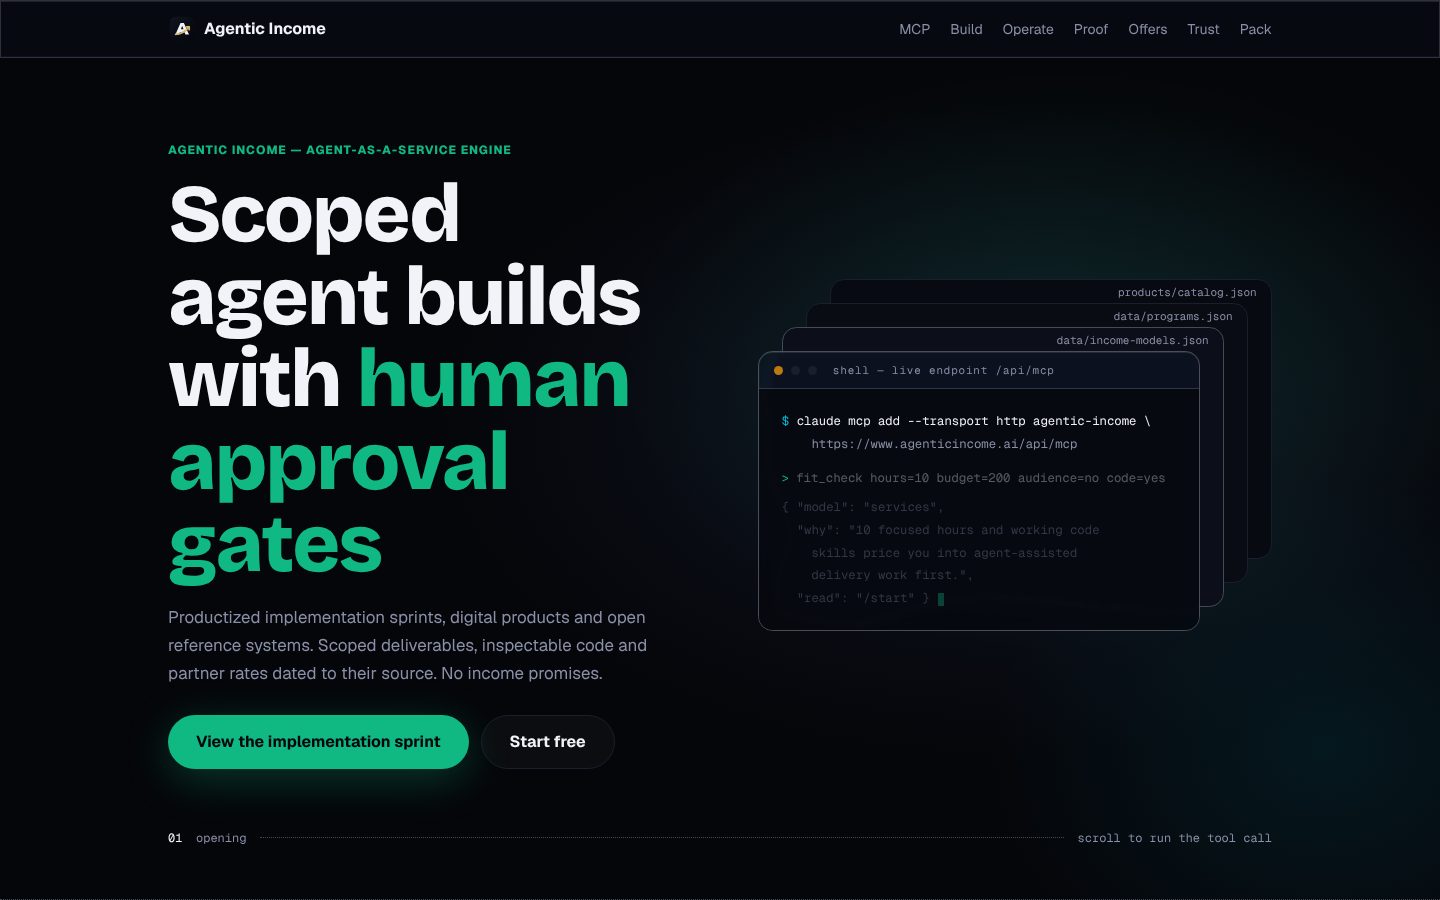 Agentic Income
MCP Build Operate Proof Offers Trust Pack
AGENTIC INCOME — AGENT-AS-A-SERVICE ENGINE
Scoped
agent builds
with human
approval
gates
Productized implementation sprints, digital products and open
reference systems. Scoped deliverables, inspectable code and
partner rates dated to their source. No income promises.
View the implementation sprint
Start free
products/catalog.json
data/programs.json
data/income-models.json
shell — live endpoint /api/mcp
$ claude mcp add --transport http agentic-income \
https://www.agenticincome.ai/api/mcp
> fit_check hours=10 budget=200 audience=no code=yes
{ "model": "services",
"why": "10 focused hours and working code
skills price you into agent-assisted
delivery work first.",
"read": "/start" }
01 opening
scroll to run the tool call